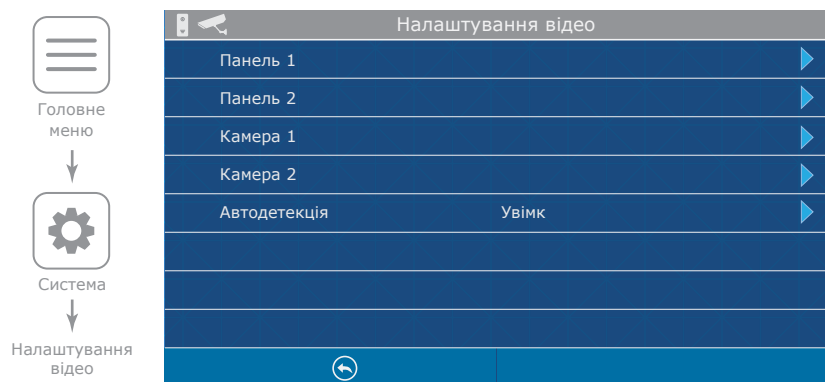 Головне
меню
Система
Налаштування
відео
Налаштування відео
Панель 1
Панель 2
Камера 1
Камера 2
Автодетекція Увімк